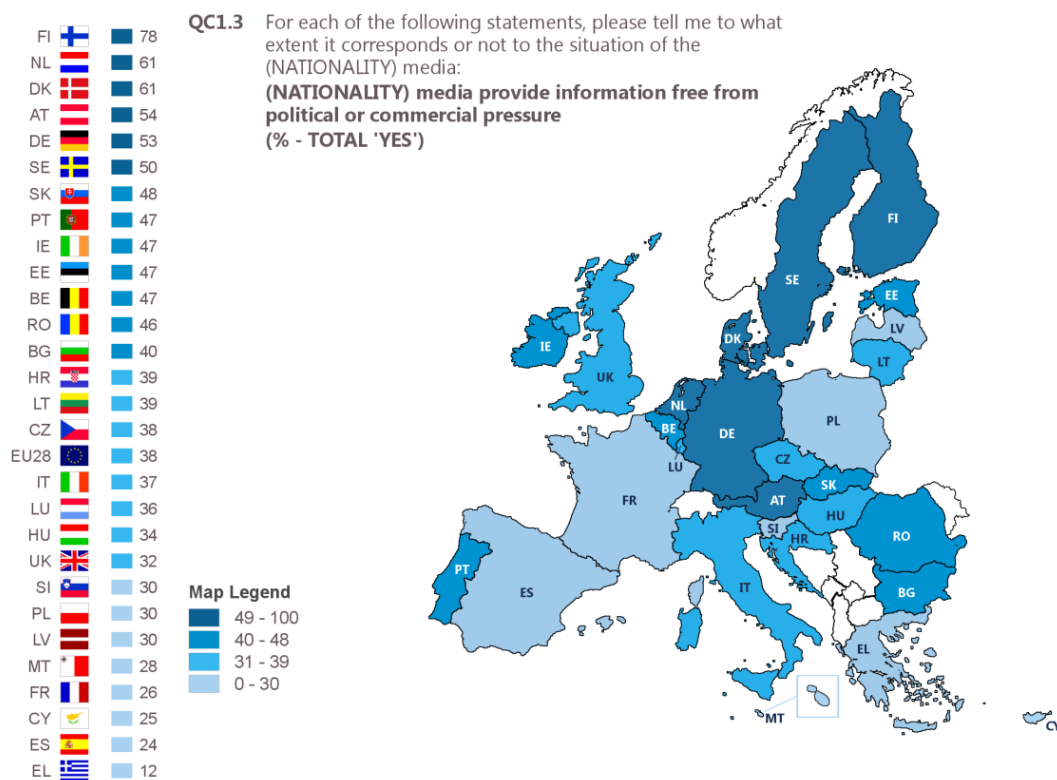 QC1.3 For each of the following statements, please tell me to what
extent it corresponds or not to the situation of the
(NATIONALITY) media:
(NATIONALITY) media provide information free from
political or commercial pressure
(% - TOTAL 'YES')
FI 78
NL 61
DK 61
AT 54
DE 53
SE 50
SK 48
PT 47
IE 47
EE 47
BE 47
RO 46
BG 40
HR 39
LT 39
CZ 38
EU28 38
IT 37
LU 36
HU 34
UK 32
SI 30
PL 30
LV 30
MT 28
FR 26
CY 25
ES 24
EL 12
Map Legend
49 - 100
40 - 48
31 - 39
0 - 30
FI
SE
EE
LV
LT
DK
IE
UK
NL
BE
DE
PL
LU
CZ
SK
FR
AT
HU
SI
HR
RO
PT
ES
IT
BG
EL
MT